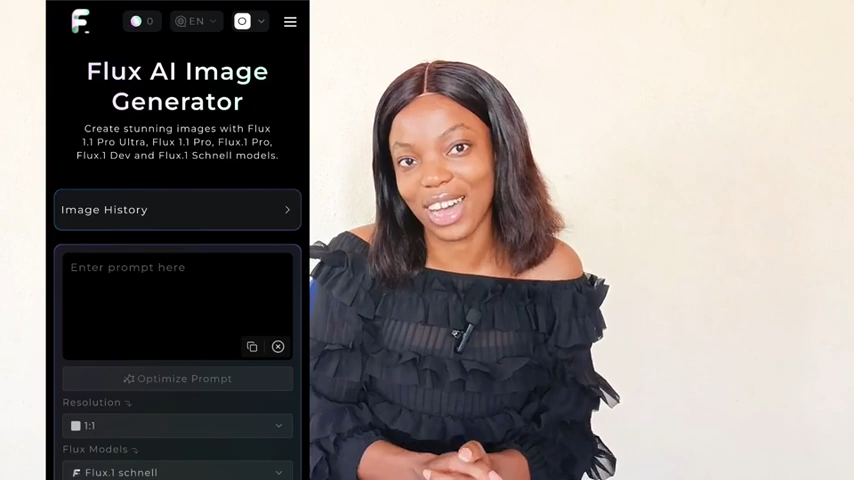 F
0
EN
Flux AI Image
Generator
Create stunning images with Flux
1.1 Pro Ultra, Flux 1.1 Pro, Flux.1 Pro,
Flux.1 Dev and Flux.1 Schnell models.
Image History
Enter prompt here
Optimize Prompt
Resolution
1:1
Flux Models
Flux.1 schnell